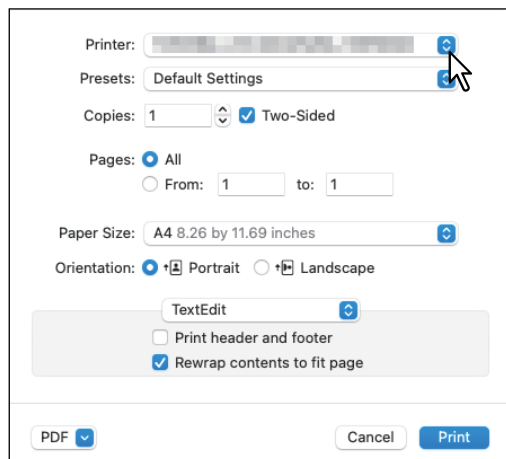 Printer:
Presets: Default Settings
Copies: 1 Two-Sided
Pages: All
From: 1 to: 1
Paper Size: A4 8.26 by 11.69 inches
Orientation: Portrait Landscape
TextEdit
Print header and footer
Rewrap contents to fit page
PDF Cancel Print